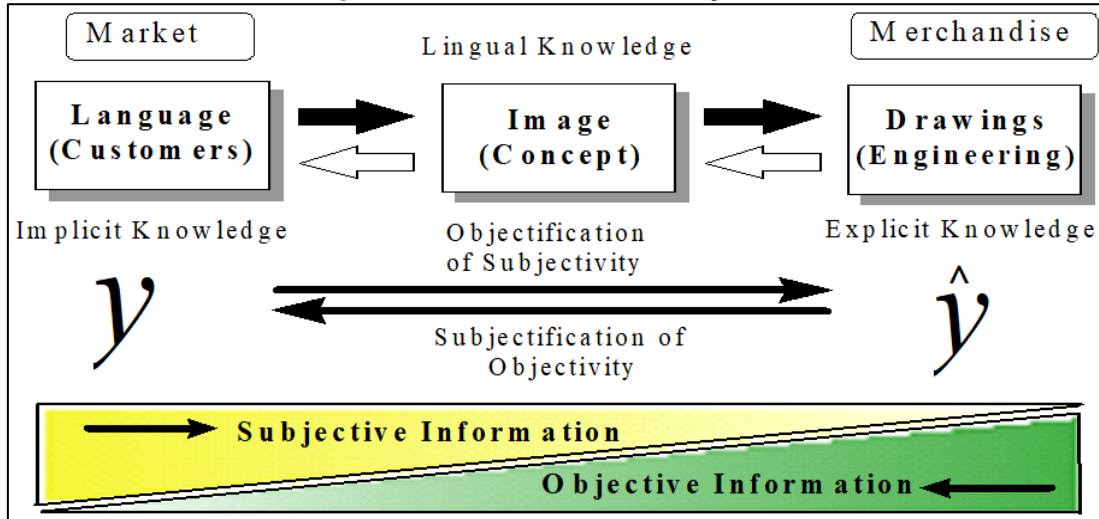 Market
Lingual Knowledge
Merchandise
Language
(Customers)
Image
(Concept)
Drawings
(Engineering)
Implicit Knowledge
Objectification
of Subjectivity
Explicit Knowledge
y
ŷ
Subjectification of
Objectivity
Subjective Information
Objective Information